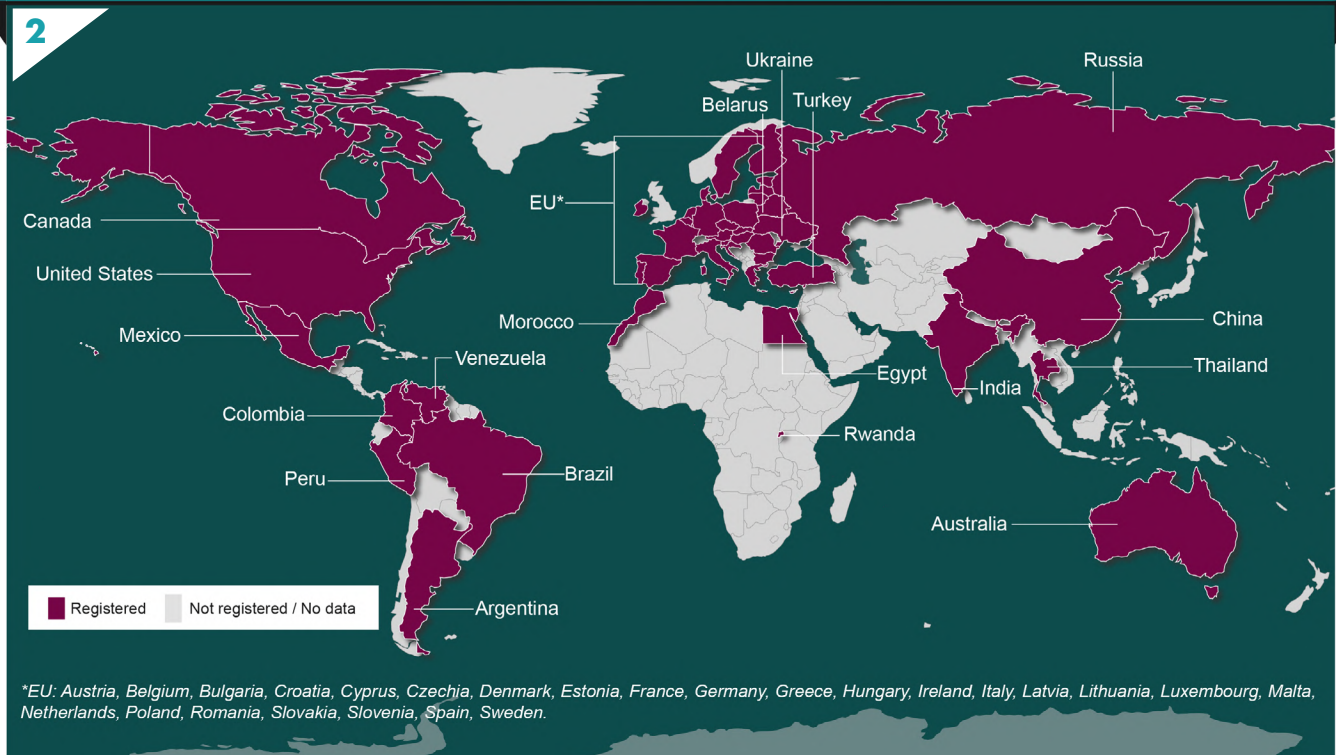 2
Ukraine
Russia
Belarus
Turkey
EU*
Canada
United States
Mexico
Morocco
China
Venezuela
Thailand
Egypt
India
Colombia
Rwanda
Peru
Brazil
Australia
Registered
Not registered / No data
Argentina
*EU: Austria, Belgium, Bulgaria, Croatia, Cyprus, Czechia, Denmark, Estonia, France, Germany, Greece, Hungary, Ireland, Italy, Latvia, Lithuania, Luxembourg, Malta,
Netherlands, Poland, Romania, Slovakia, Slovenia, Spain, Sweden.